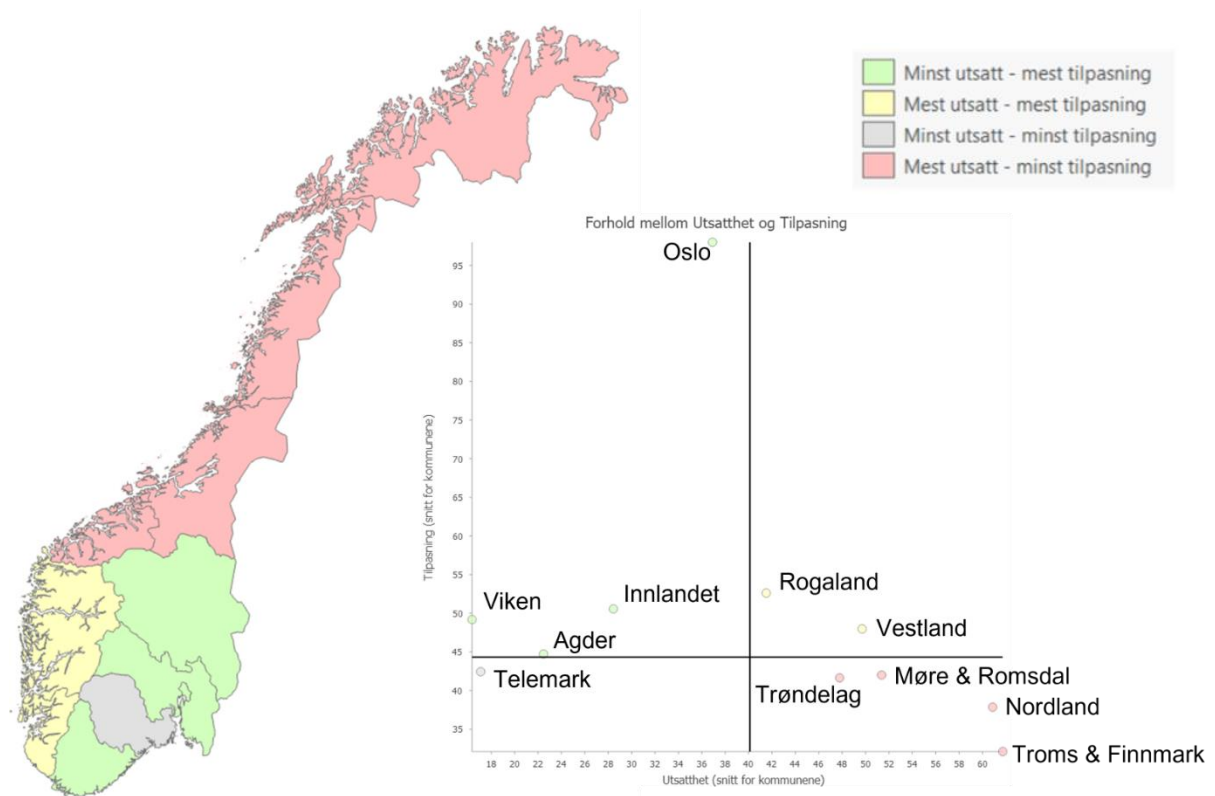 Minst utsatt - mest tilpasning
Mest utsatt - mest tilpasning
Minst utsatt - minst tilpasning
Mest utsatt - minst tilpasning
Forhold mellom Utsatthet og Tilpasning
Oslo
95
90
85
80
75
70
65
60
55
50
45
40
35
Tilpasning (snitt for kommunene)
Viken
Innlandet
Rogaland
Agder
Vestland
Telemark
Trøndelag
Møre & Romsdal
Nordland
Troms & Finnmark
18 20 22 24 26 28 30 32 34 36 38 40 42 44 46 48 50 52 54 56 58 60
Utsatthet (snitt for kommunene)